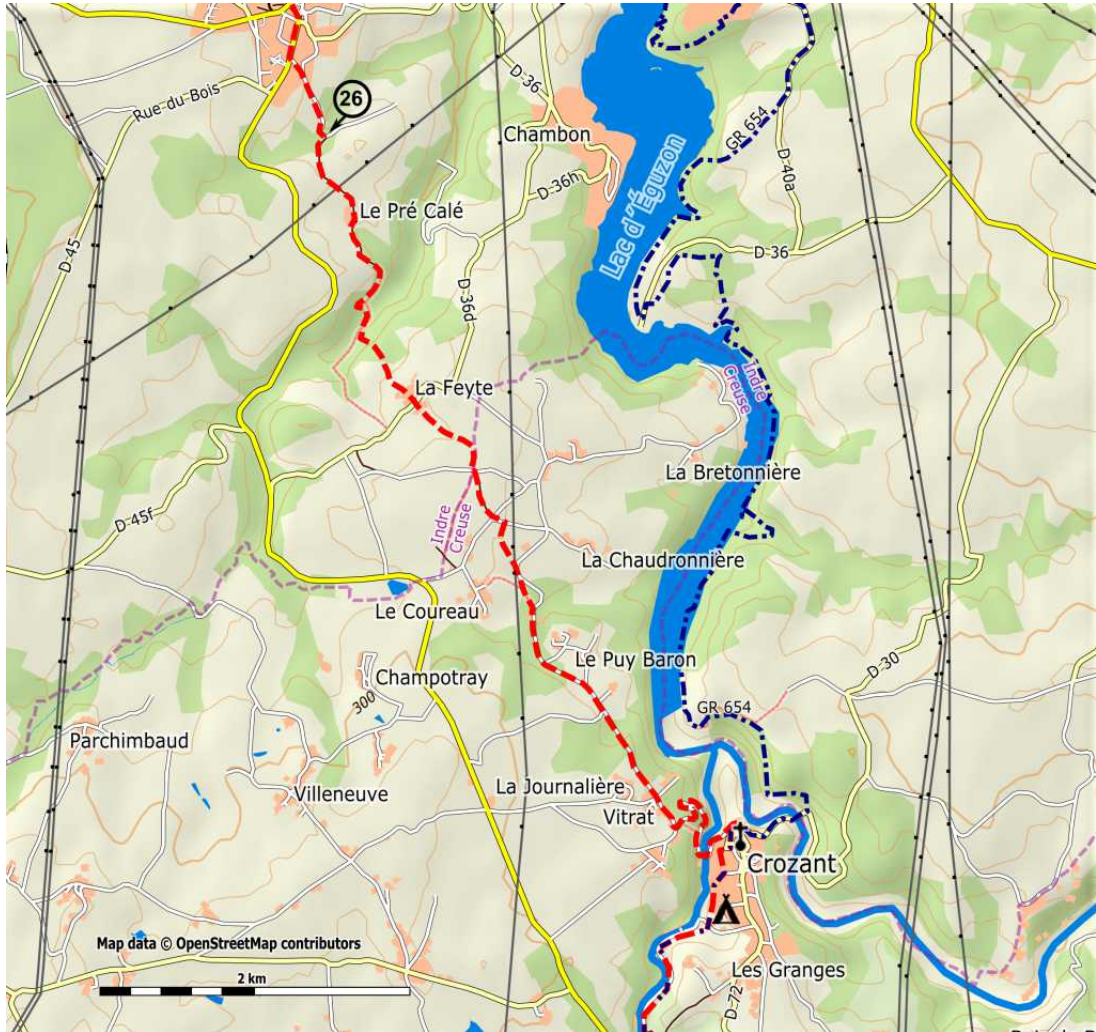 D-36
Rue du Bois
26
Chambon
GR 654
D-40a
D-36h
Le Pré Calé
Lac d'Éguzon
D-45
D-36
D-36d
La Feyte
Indre
Creuse
La Bretonnière
D-45f
Indre
Creuse
La Chaudronnière
Le Coureau
Le Puy Baron
D-30
Champotray
300
GR 654
Parchimbaud
La Journalière
Villeneuve
Vitrat
Crozant
Map data © OpenStreetMap contributors
2 km
Les Granges
D-72